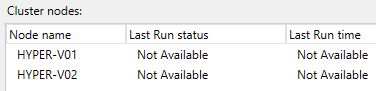 Cluster nodes:
Node name Last Run status Last Run time
HYPER-V01 Not Available Not Available
HYPER-V02 Not Available Not Available